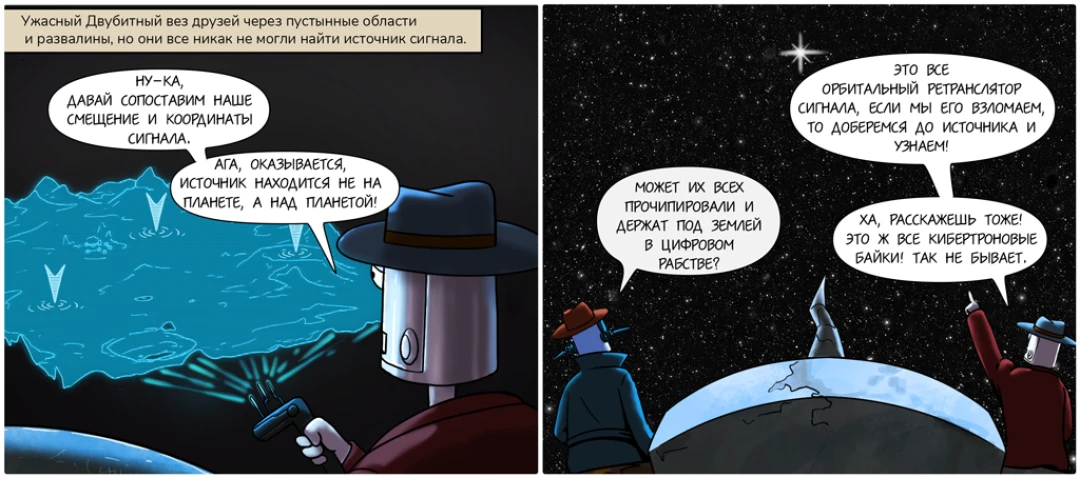 Ужасный Двубитный вез друзей через пустынные области
и развалины, но они все никак не могли найти источник сигнала.
НУ-КА,
ДАВАЙ СОПОСТАВИМ НАШЕ
СМЕЩЕНИЕ И КООРДИНАТЫ
СИГНАЛА.
АГА, ОКАЗЫВАЕТСЯ,
ИСТОЧНИК НАХОДИТСЯ НЕ НА
ПЛАНЕТЕ, А НАД ПЛАНЕТОЙ!
ЭТО ВСЕ
ОРБИТАЛЬНЫЙ РЕТРАНСЛЯТОР
СИГНАЛА, ЕСЛИ МЫ ЕГО ВЗЛОМАЕМ,
ТО ДОБЕРЕМСЯ ДО ИСТОЧНИКА И
УЗНАЕМ!
МОЖЕТ ИХ ВСЕХ
ПРОЧИПИРОВАЛИ И
ДЕРЖАТ ПОД ЗЕМЛЕЙ
В ЦИФРОВОМ
РАБСТВЕ?
ХА, РАССКАЖЕШЬ ТОЖЕ!
ЭТО Ж ВСЕ КИБЕРТРОНОВЫЕ
БАЙКИ! ТАК НЕ БЫВАЕТ.